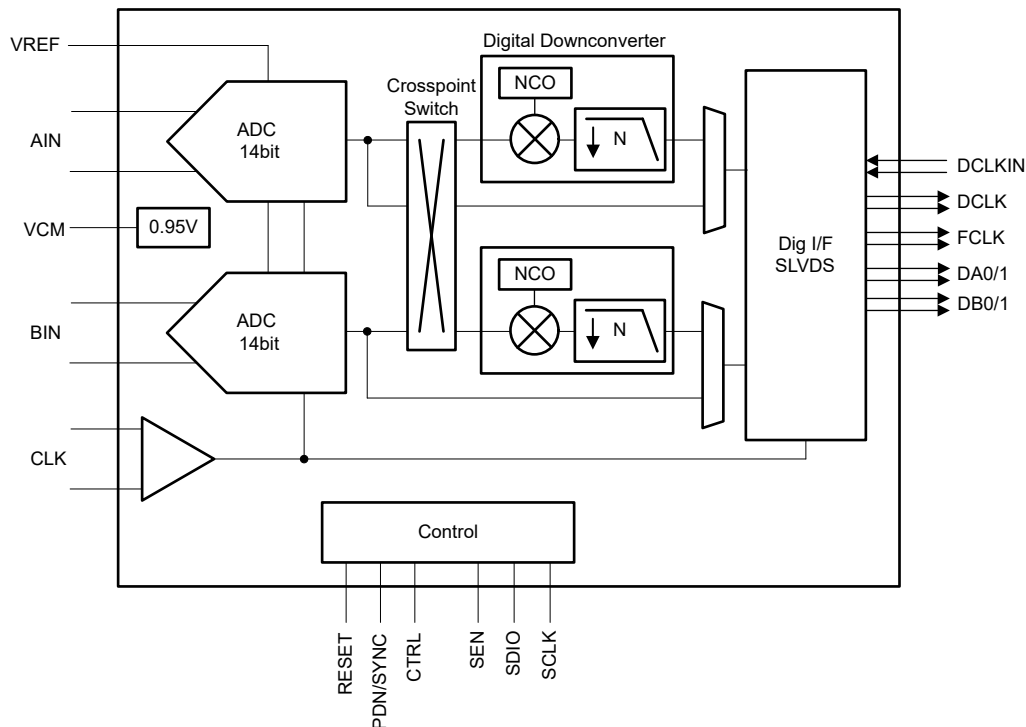 VREF
Digital Downconverter
Crosspoint
Switch
NCO
ADC
14bit
N
AIN
DCLKIN
DCLK
VCM
0.95V
Dig I/F
SLVDS
FCLK
DA0/1
NCO
DB0/1
ADC
14bit
N
BIN
CLK
Control
RESET
PDN/SYNC
CTRL
SEN
SDIO
SCLK